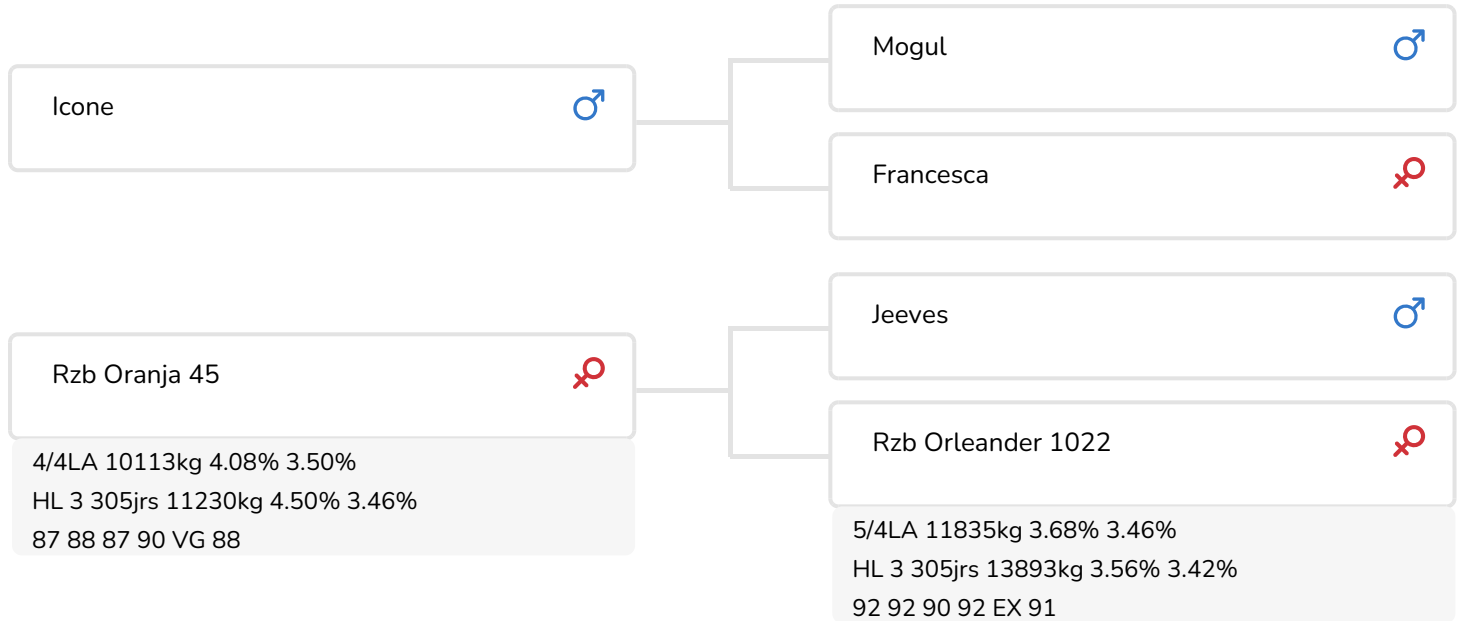 Icone
Mogul
Francesca
Rzb Oranja 45
4/4LA 10113kg 4.08% 3.50%
HL 3 305jrs 11230kg 4.50% 3.46%
87 88 87 90 VG 88
Jeeves
Rzb Orleander 1022
5/4LA 11835kg 3.68% 3.46%
HL 3 305jrs 13893kg 3.56% 3.42%
92 92 90 92 EX 91